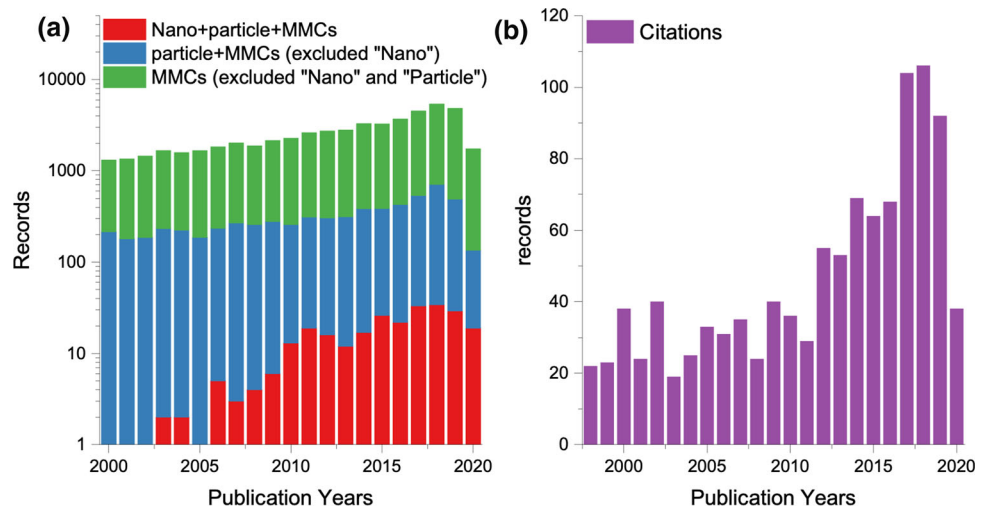 (a)
Nano+particle+MMCs
particle+MMCs (excluded "Nano")
MMCs (excluded "Nano" and "Particle")
10000
1000
100
10
1
Records
2000
2005
2010
2015
2020
Publication Years
(b)
Citations
120
100
80
60
40
20
0
records
2000
2005
2010
2015
2020
Publication Years